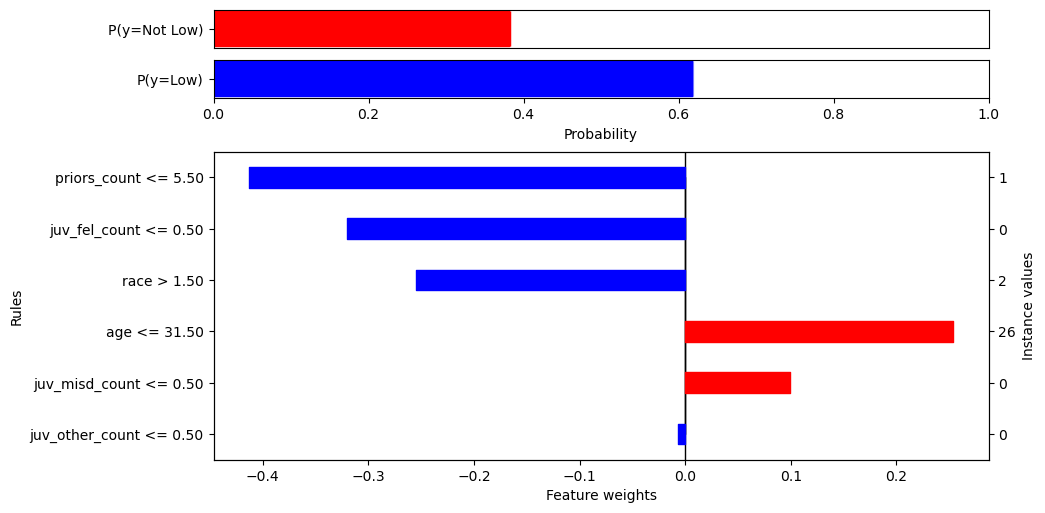 P(y=Not Low)
P(y=Low)
0.0 0.2 0.4 0.6 0.8 1.0
Probability
priors_count <= 5.50 1
juv_fel_count <= 0.50 0
race > 1.50 2
age <= 31.50 26
juv_misd_count <= 0.50 0
juv_other_count <= 0.50 0
Rules
Instance values
−0.4 −0.3 −0.2 −0.1 0.0 0.1 0.2
Feature weights